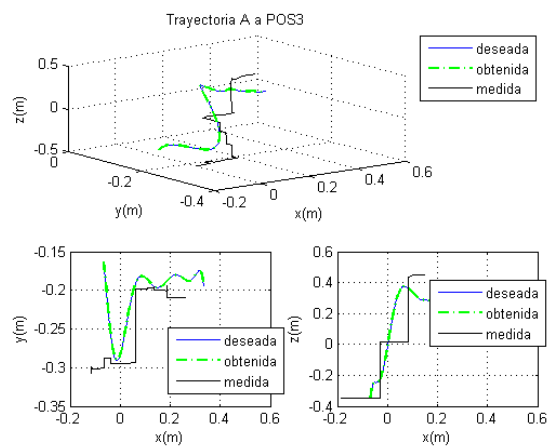 Trayectoria A a POS3
deseada
obtenida
medida
0.5
0
-0.5
z(m)
0
-0.2
-0.4
y(m)
-0.2
0
0.2
0.4
0.6
x(m)
-0.15
-0.2
-0.25
-0.3
-0.35
y(m)
-0.2
0
0.2
0.4
0.6
x(m)
deseada
obtenida
medida
0.6
0.4
0.2
0
-0.2
-0.4
z(m)
-0.2
0
0.2
0.4
0.6
x(m)
deseada
obtenida
medida